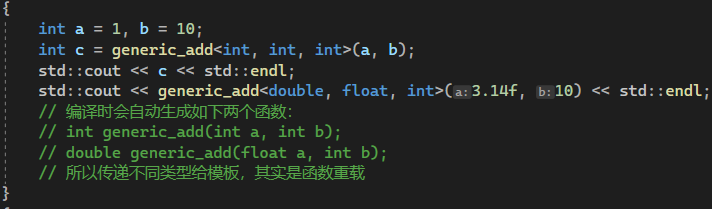 {
int a = 1, b = 10;
int c = generic_add<int, int, int>(a, b);
std::cout << c << std::endl;
std::cout << generic_add<double, float, int>(a:3.14f, b:10) << std::endl;
// 编译时会自动生成如下两个函数:
// int generic_add(int a, int b);
// double generic_add(float a, int b);
// 所以传递不同类型给模板，其实是函数重载
}